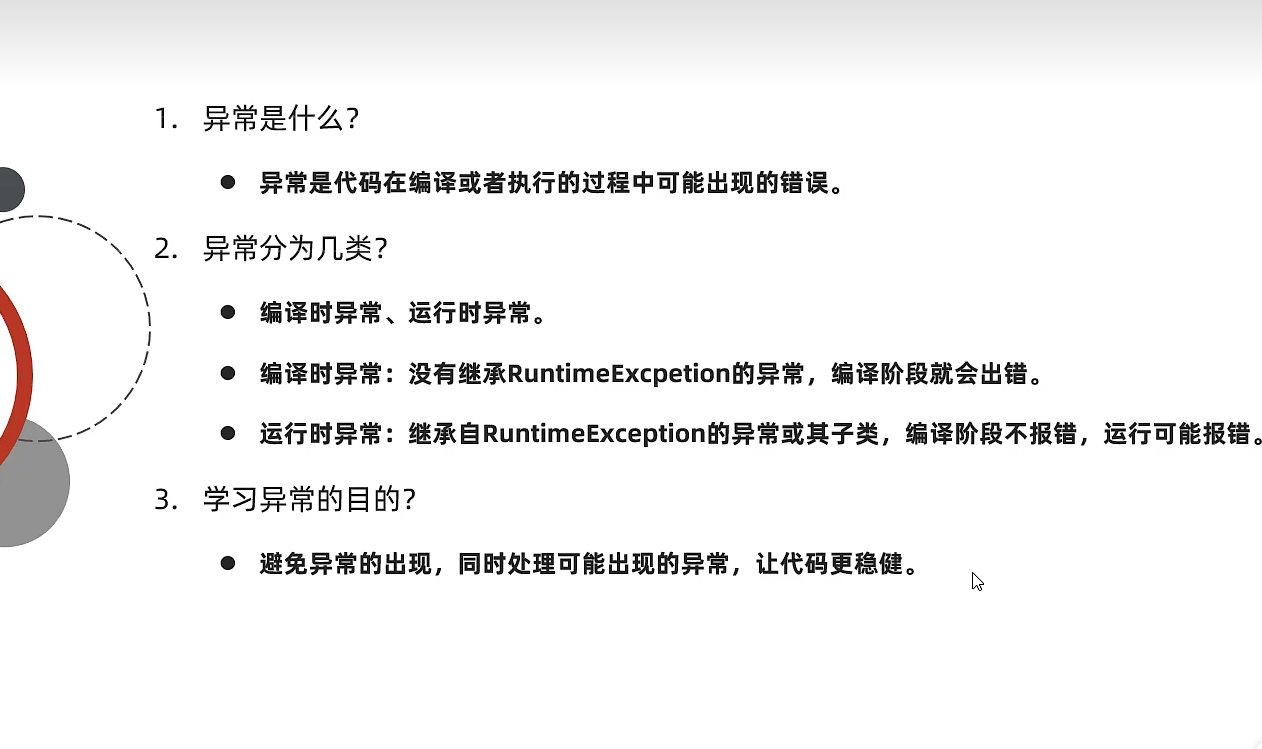 1. 异常是什么?
● 异常是代码在编译或者执行的过程中可能出现的错误。
2. 异常分为几类?
● 编译时异常、运行时异常。
● 编译时异常：没有继承RuntimeExcpetion的异常，编译阶段就会出错。
● 运行时异常：继承自RuntimeException的异常或其子类，编译阶段不报错，运行可能报错。
3. 学习异常的目的?
● 避免异常的出现，同时处理可能出现的异常，让代码更稳健。